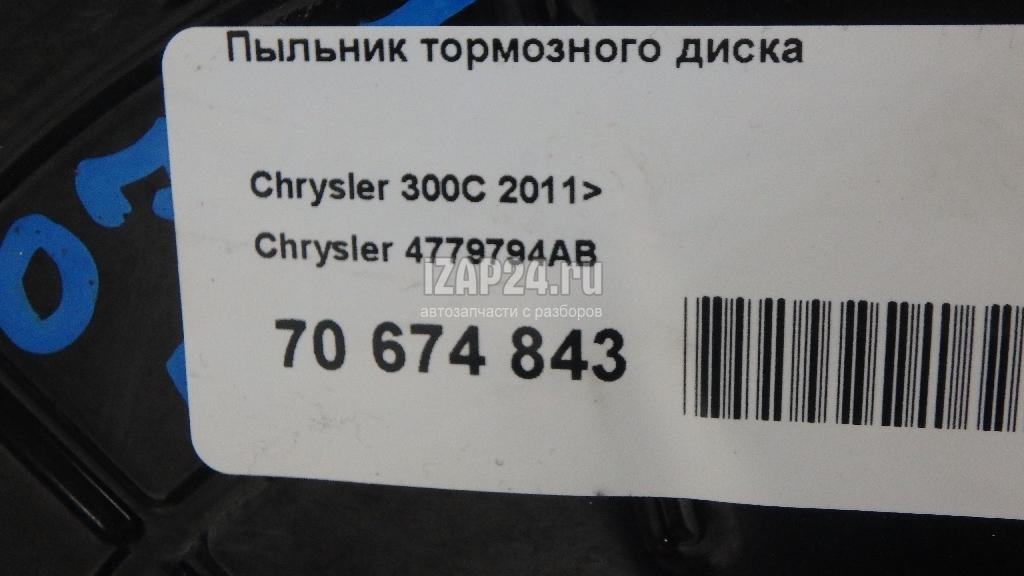 Пыльник тормозного диска
Chrysler 300C 2011>
Chrysler 4779794AB
IZAP24.ru
автозапчасти с разборов
70 674 843